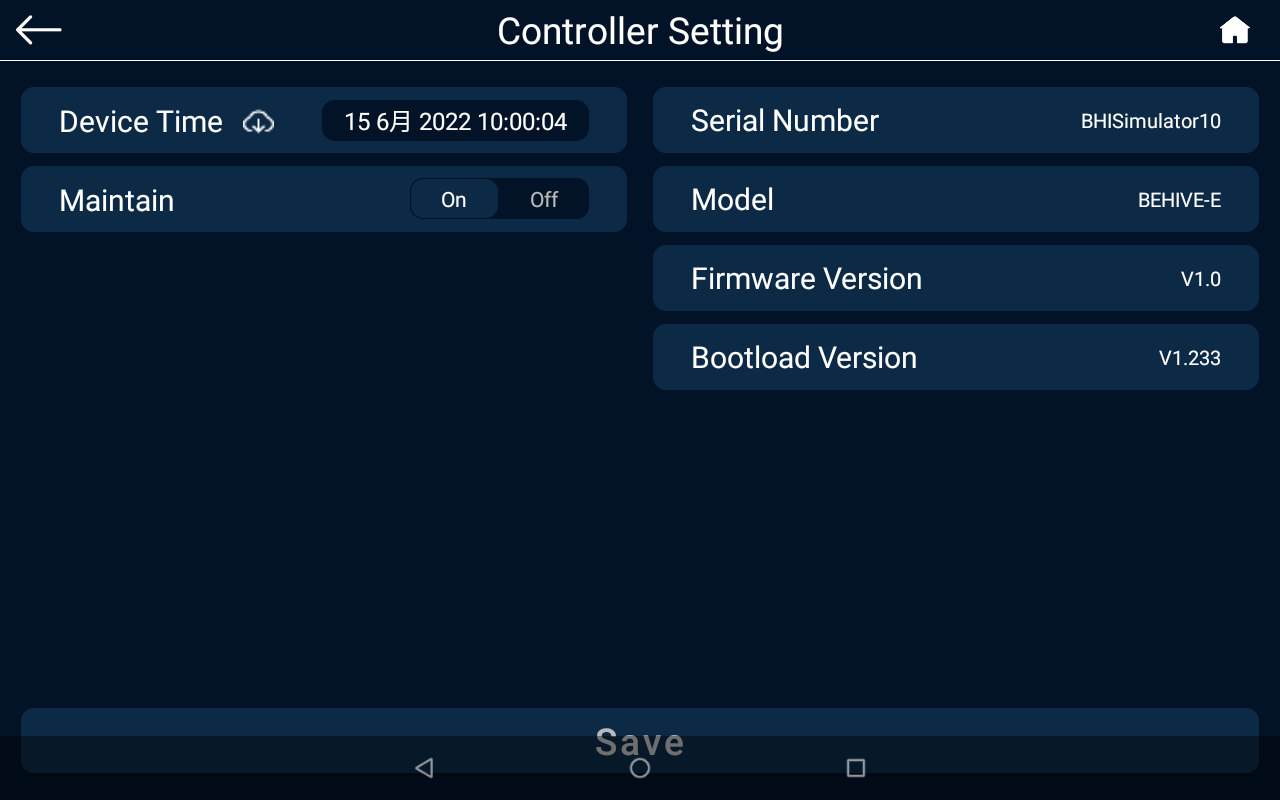 Controller Setting
Device Time
15 6月 2022 10:00:04
Maintain
On
Off
Serial Number
BHISimulator10
Model
BEHIVE-E
Firmware Version
V1.0
Bootload Version
V1.233
Save